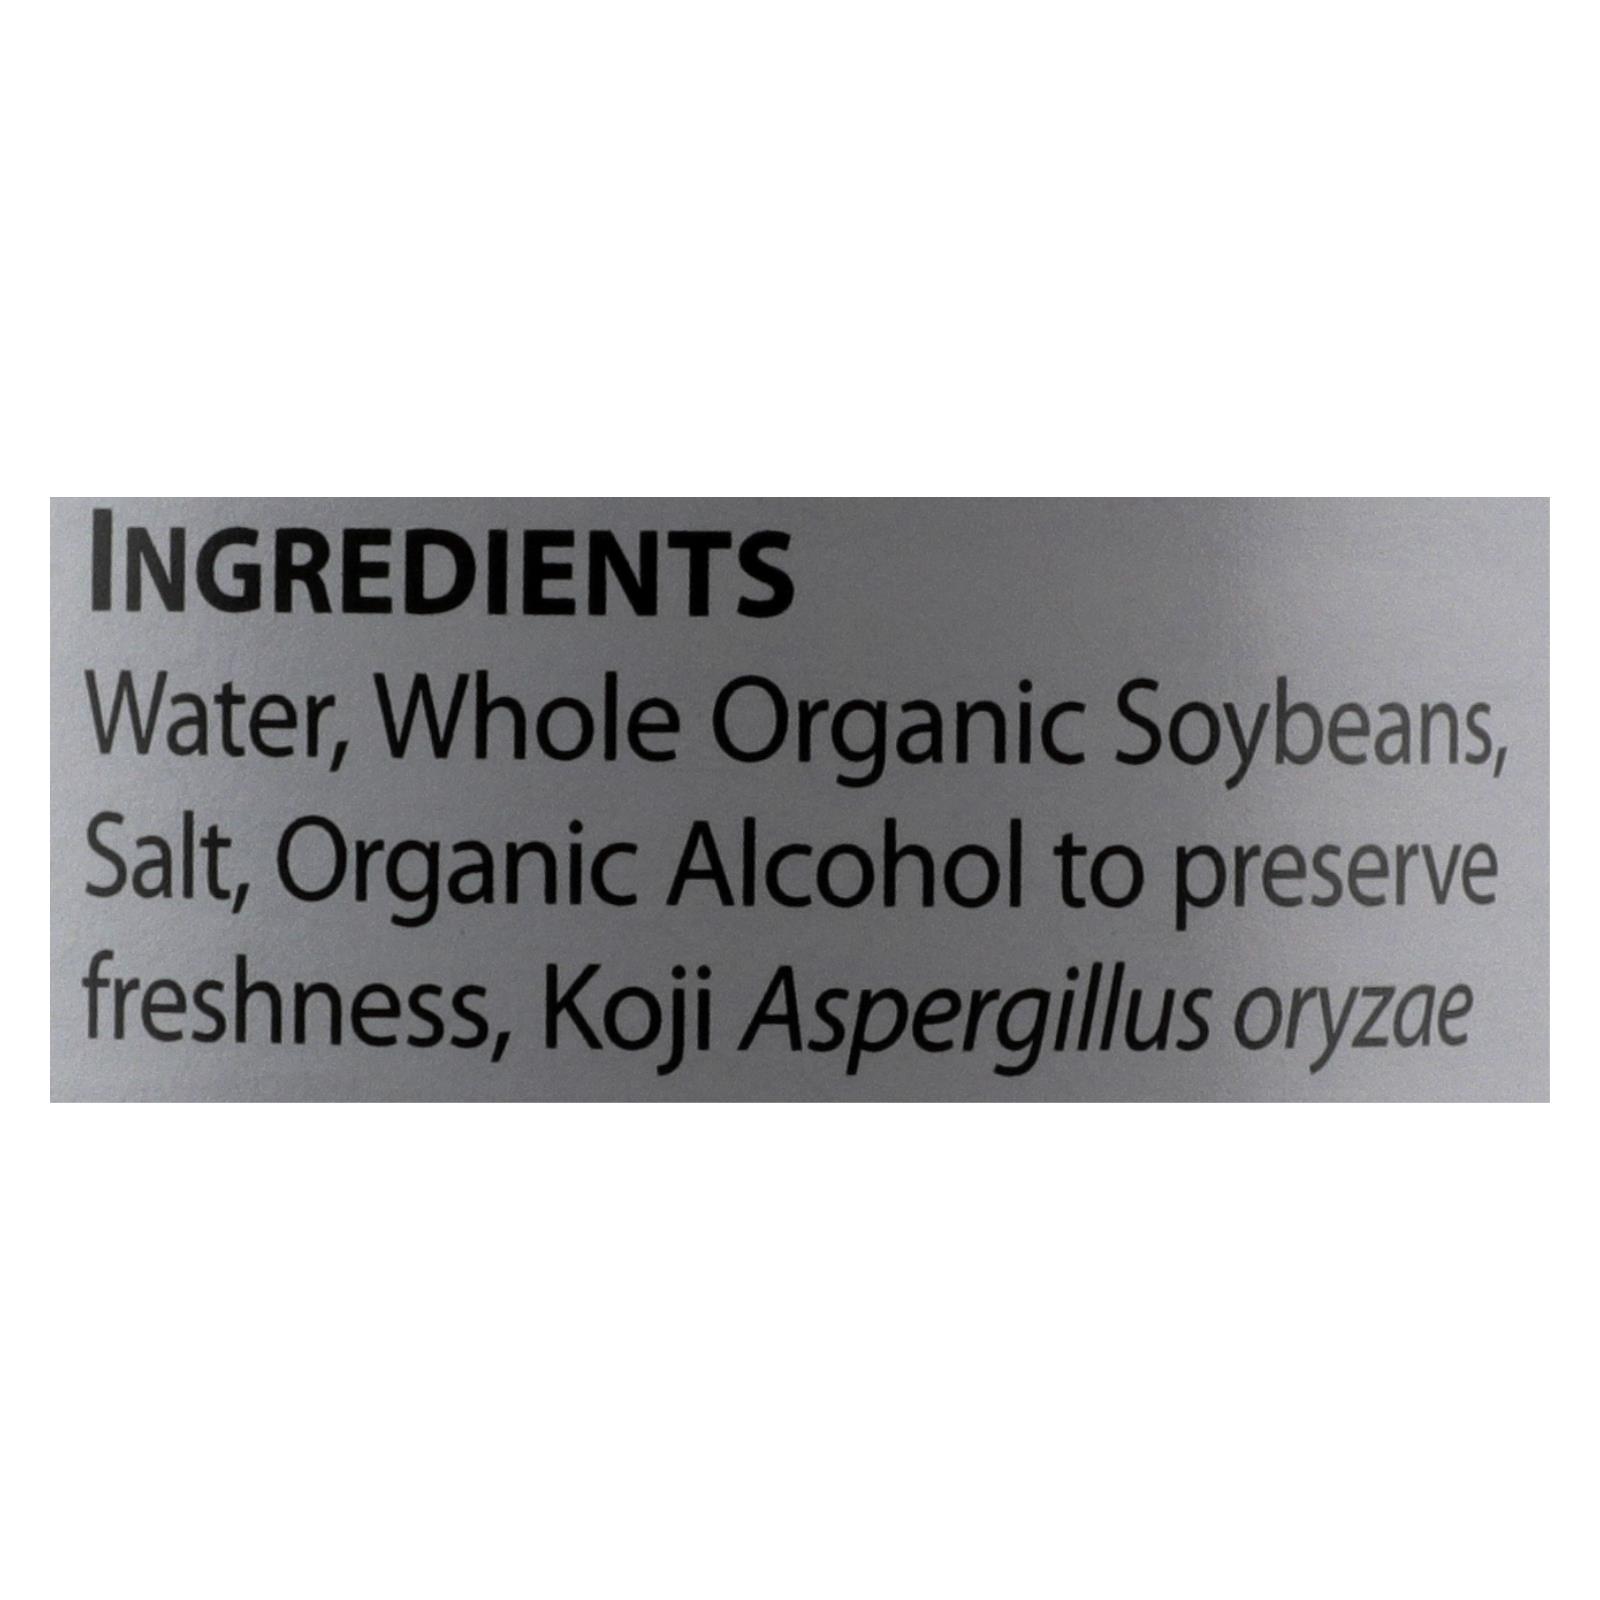 INGREDIENTS
Water, Whole Organic Soybeans,
Salt, Organic Alcohol to preserve
freshness, Koji Aspergillus oryzae